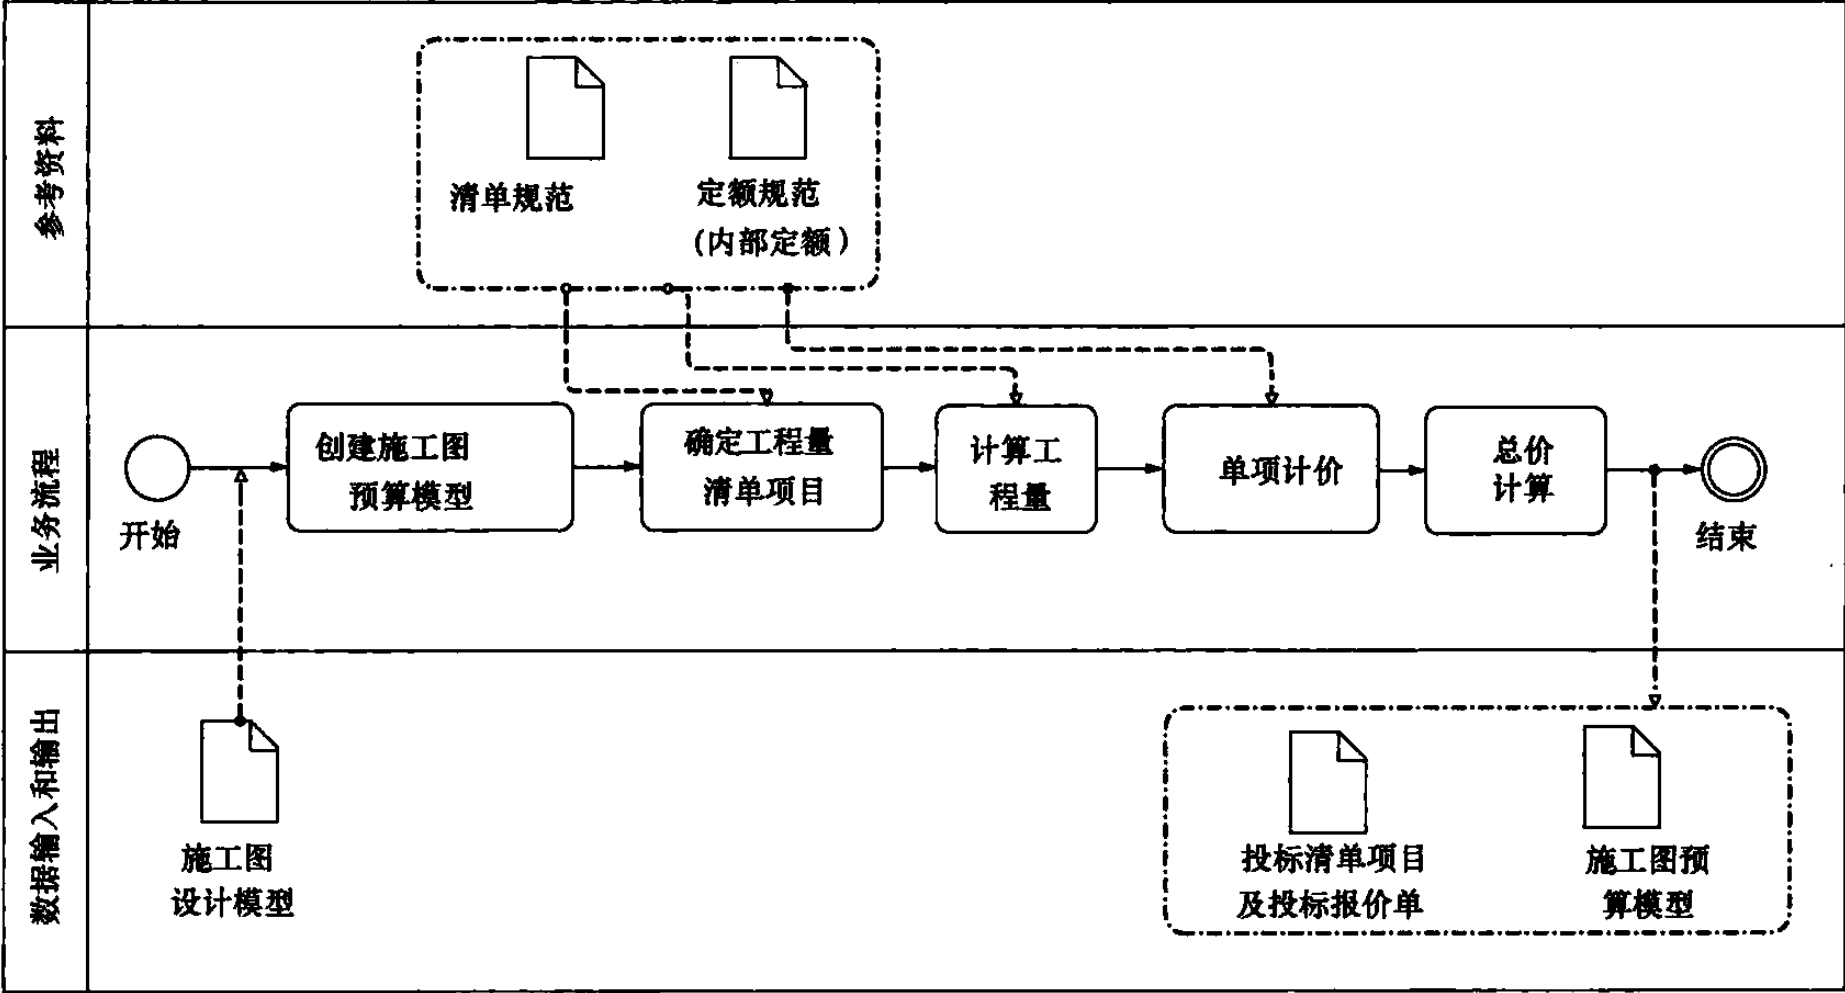 参考资料
清单规范
定额规范
（内部定额）
业务流程
开始
创建施工图
预算模型
确定工程量
清单项目
计算工
程量
单项计价
总价
计算
结束
数据输入和输出
施工图
设计模型
投标清单项目
及投标报价单
施工图预
算模型